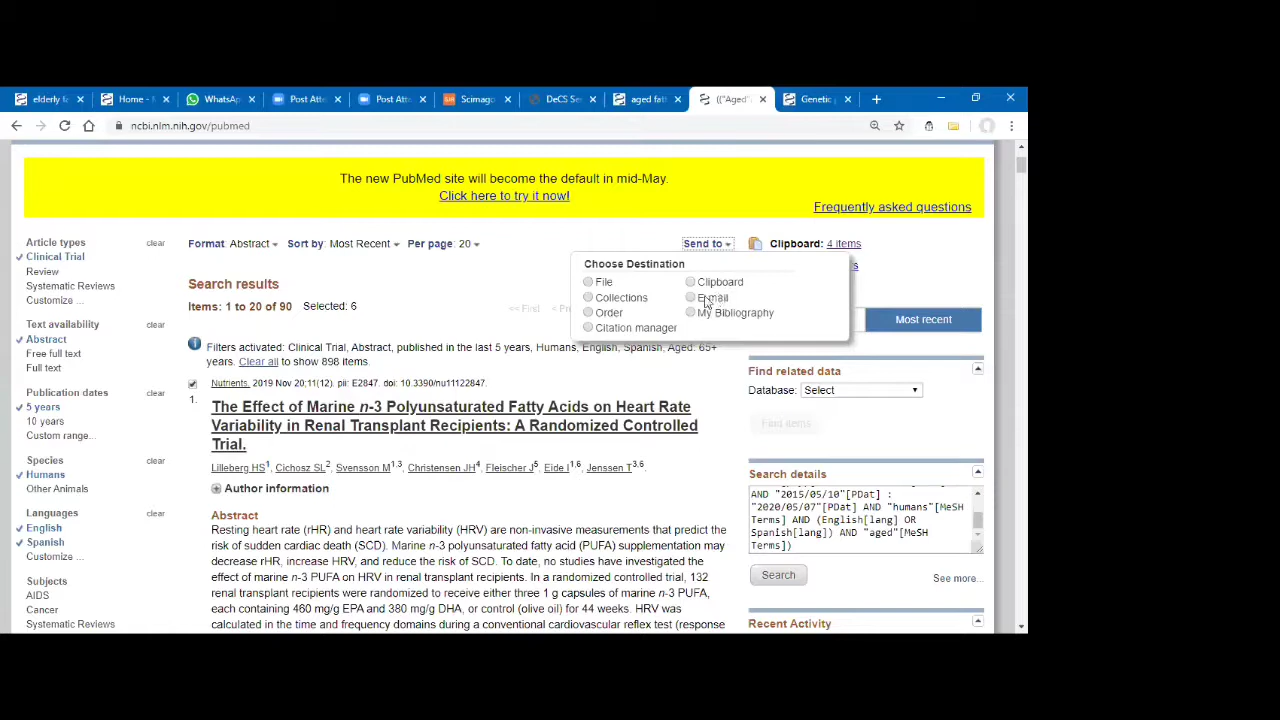 elderly fa
Home -
WhatsAp
Post Atte
Post Atte
Scimago
DeCS Ser
aged fatt
(("Aged"
Genetic
ncbi.nlm.nih.gov/pubmed
The new PubMed site will become the default in mid-May.
Click here to try it now!
Frequently asked questions
Article types clear
Clinical Trial
Review
Systematic Reviews
Customize ...
Text availability clear
Abstract
Free full text
Full text
Publication dates clear
5 years
10 years
Custom range...
Species clear
Humans
Other Animals
Languages clear
English
Spanish
Customize ...
Subjects
AIDS
Cancer
Systematic Reviews
Format: Abstract Sort by: Most Recent Per page: 20 Send to
Search results
Items: 1 to 20 of 90 Selected: 6
<< First
Choose Destination
File Clipboard
Collections E-mail
Order My Bibliography
Citation manager
Filters activated: Clinical Trial, Abstract, published in the last 5 years, Humans, English, Spanish, Aged: 65+
years. Clear all to show 898 items.
Nutrients. 2019 Nov 20;11(12). pii: E2847. doi: 10.3390/nu11122847.
1.
The Effect of Marine n-3 Polyunsaturated Fatty Acids on Heart Rate
Variability in Renal Transplant Recipients: A Randomized Controlled
Trial.
Lilleberg HS1, Cichosz SL2, Svensson M1,3, Christensen JH4, Fleischer J5, Eide I1,6, Jenssen T3,6.
Author information
Abstract
Resting heart rate (rHR) and heart rate variability (HRV) are non-invasive measurements that predict the
risk of sudden cardiac death (SCD). Marine n-3 polyunsaturated fatty acid (PUFA) supplementation may
decrease rHR, increase HRV, and reduce the risk of SCD. To date, no studies have investigated the
effect of marine n-3 PUFA on HRV in renal transplant recipients. In a randomized controlled trial, 132
renal transplant recipients were randomized to receive either three 1 g capsules of marine n-3 PUFA,
each containing 460 mg/g EPA and 380 mg/g DHA, or control (olive oil) for 44 weeks. HRV was
calculated in the time and frequency domains during a conventional cardiovascular reflex test (response
Clipboard: 4 items
Most recent
Find related data
Database: Select
Find items
Search details
AND "2015/05/10"[PDat] :
"2020/05/07"[PDat] AND "humans"[MeSH
Terms] AND (English[lang] OR
Spanish[lang]) AND "aged"[MeSH
Terms])
Search
See more...
Recent Activity